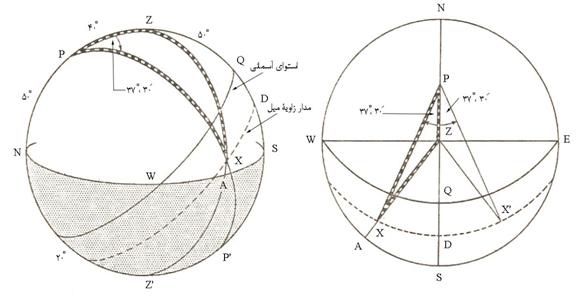 Z
۴۰°
۵۰°
P
Q
۳۷°،۳۰′
استوای آسمانی
D
مدار زاویهٔ میل
۵۰°
N
S
X
W
A
۲۰°
P'
Z'
N
P
۳۷°،۳۰′
۳۷°،۳۰′
W
Z
E
Q
X
X'
A
D
S